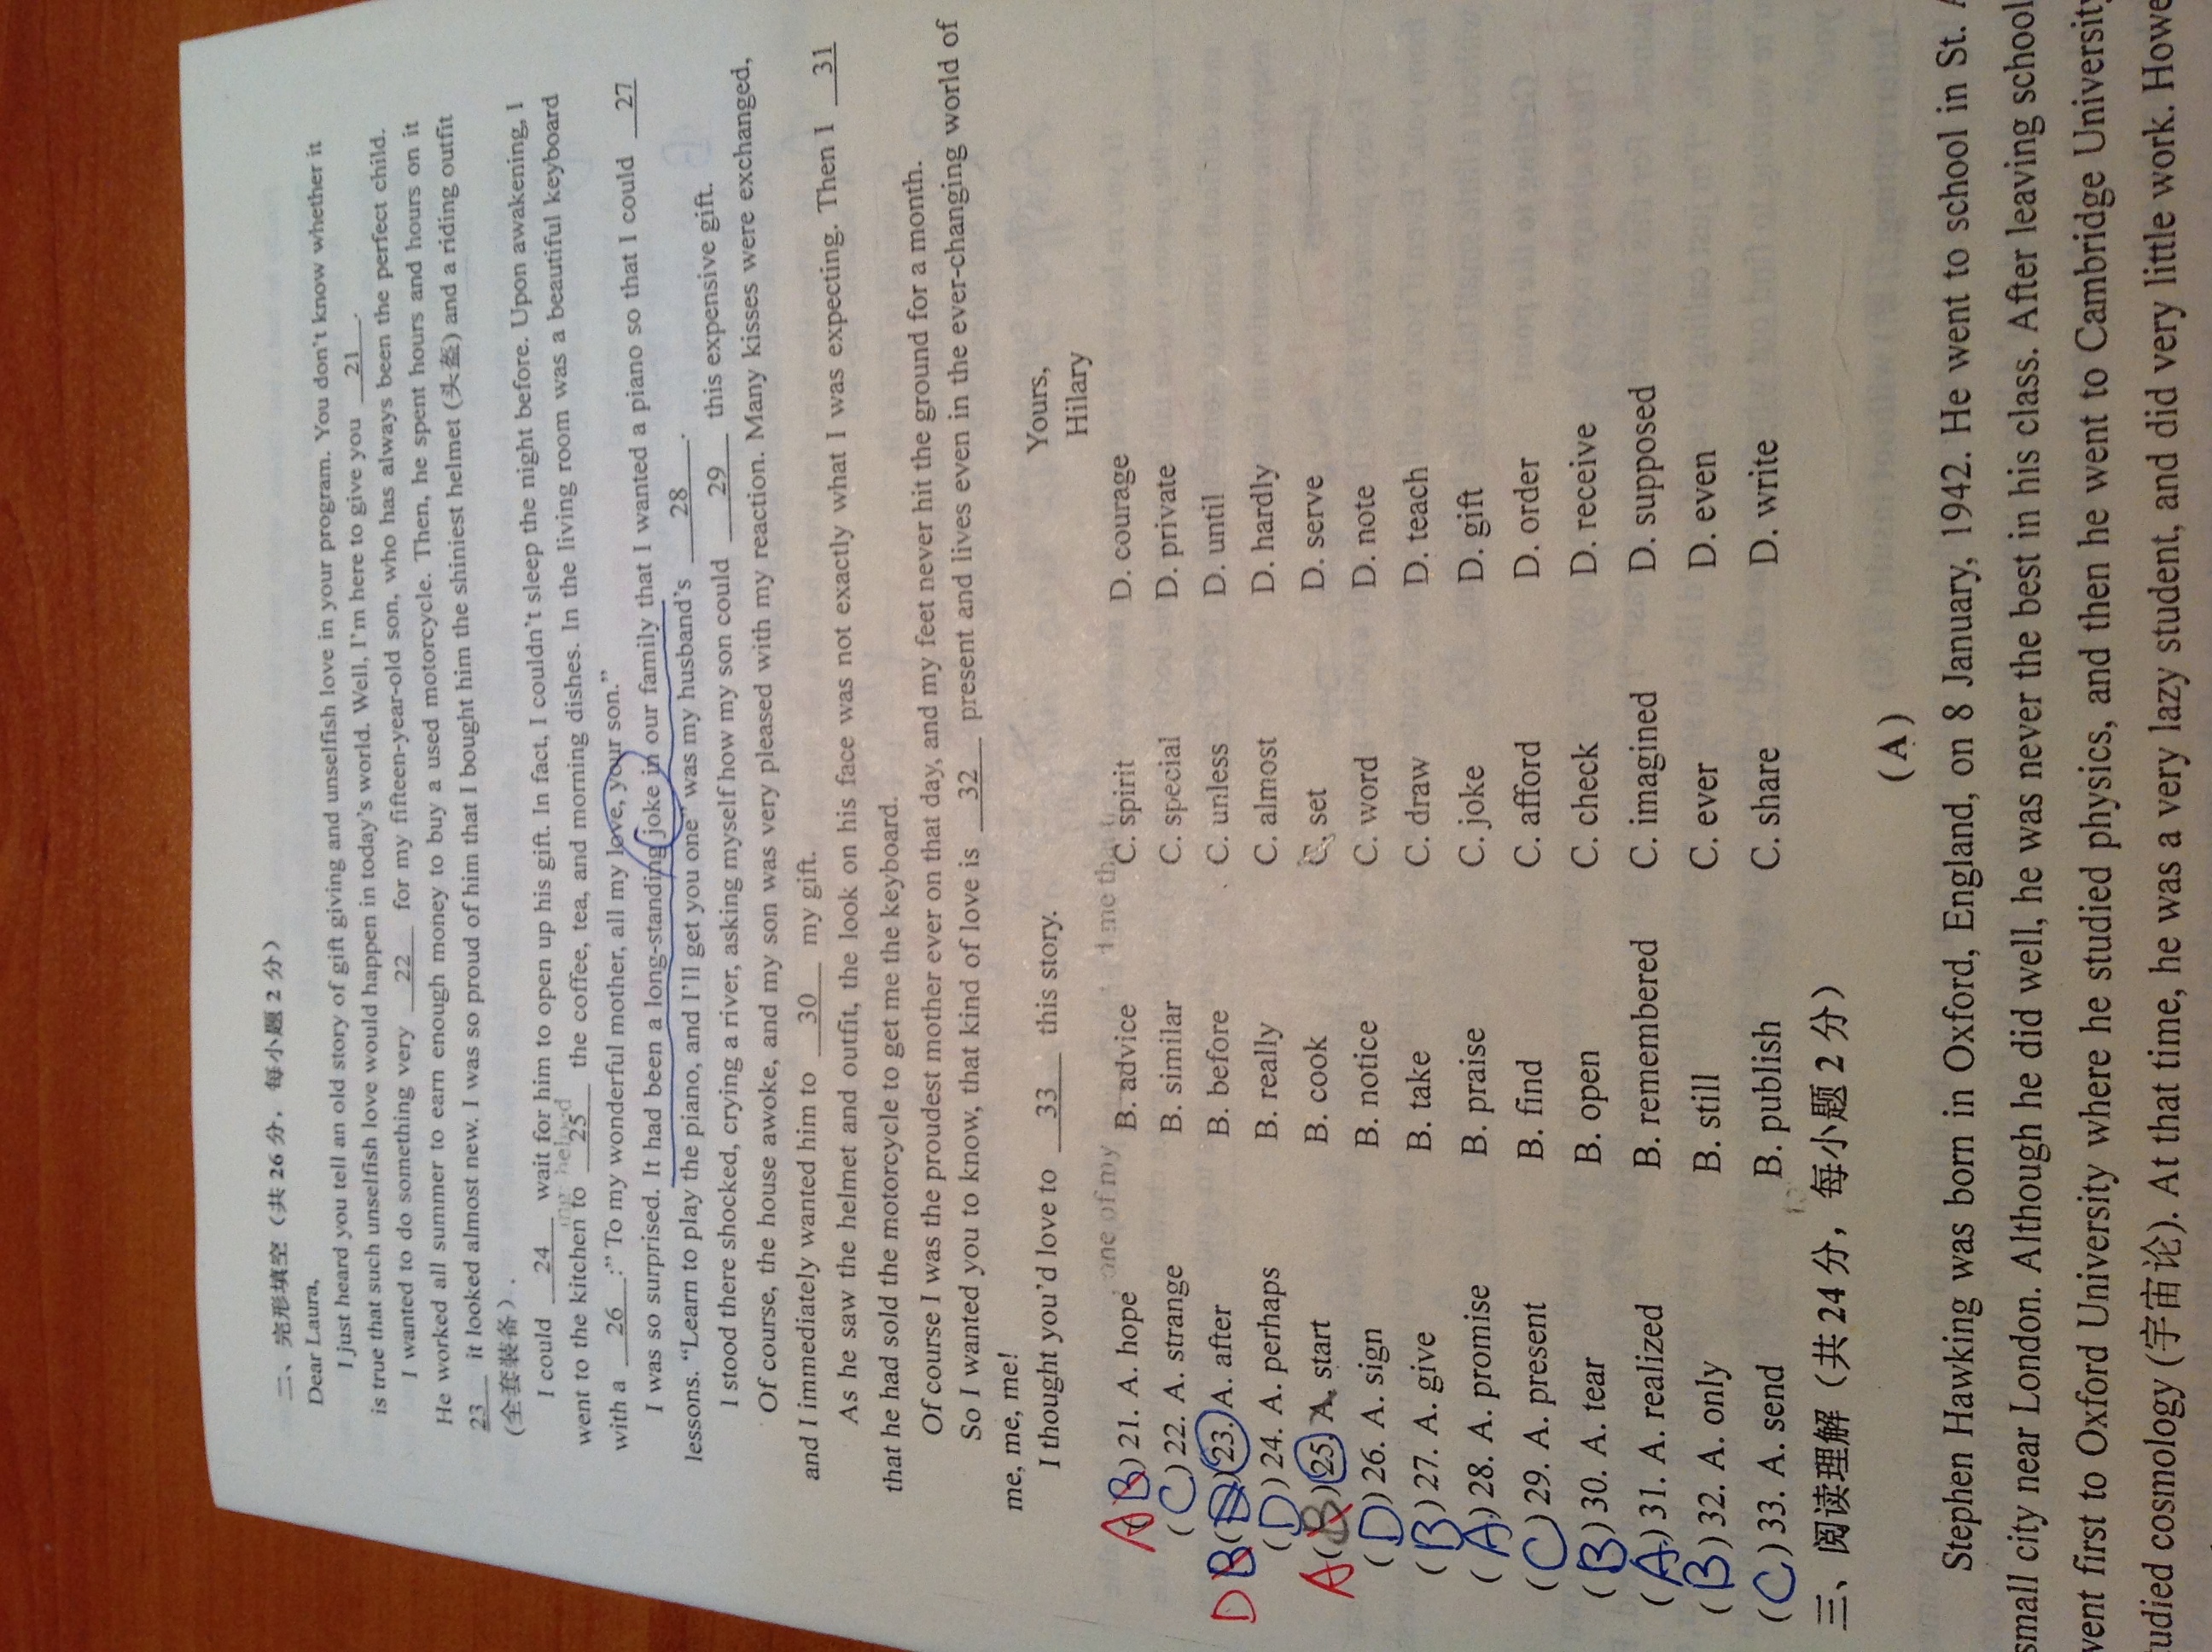 二、完形填空（共 26 分，每小题 2 分）
Dear Laura,
I just heard you tell an old story of gift giving and unselfish love in your program. You don't know whether it
is true that such unselfish love would happen in today's world. Well, I'm here to give you 21 .
I wanted to do something very 22 for my fifteen-year-old son, who has always been the perfect child.
He worked all summer to earn enough money to buy a used motorcycle. Then, he spent hours and hours on it
23 it looked almost new. I was so proud of him that I bought him the shiniest helmet (头盔) and a riding outfit
(全套装备）.
I could 24 wait for him to open up his gift. In fact, I couldn't sleep the night before. Upon awakening, I
went to the kitchen to 25 the coffee, tea, and morning dishes. In the living room was a beautiful keyboard
with a 26 :" To my wonderful mother, all my love, your son."
I was so surprised. It had been a long-standing joke in our family that I wanted a piano so that I could 27
lessons. "Learn to play the piano, and I'll get you one" was my husband's 28 .
I stood there shocked, crying a river, asking myself how my son could 29 this expensive gift.
Of course, the house awoke, and my son was very pleased with my reaction. Many kisses were exchanged,
and I immediately wanted him to 30 my gift.
As he saw the helmet and outfit, the look on his face was not exactly what I was expecting. Then I 31
that he had sold the motorcycle to get me the keyboard.
Of course I was the proudest mother ever on that day, and my feet never hit the ground for a month.
So I wanted you to know, that kind of love is 32 present and lives even in the ever-changing world of
me, me, me!
I thought you'd love to 33 this story.
Yours,
Hilary
A (B) 21. A. hope B. advice C. spirit D. courage
(C) 22. A. strange B. similar C. special D. private
D B (D) 23. A. after B. before C. unless D. until
(D) 24. A. perhaps B. really C. almost D. hardly
A (B) 25. A. start B. cook C. set D. serve
(D) 26. A. sign B. notice C. word D. note
(B) 27. A. give B. take C. draw D. teach
(A) 28. A. promise B. praise C. joke D. gift
(C) 29. A. present B. find C. afford D. order
(B) 30. A. tear B. open C. check D. receive
(A) 31. A. realized B. remembered C. imagined D. supposed
(B) 32. A. only B. still C. ever D. even
(C) 33. A. send B. publish C. share D. write
三、阅读理解（共 24 分，每小题 2 分）
(A)
Stephen Hawking was born in Oxford, England, on 8 January, 1942. He went to school in St.
small city near London. Although he did well, he was never the best in his class. After leaving school
went first to Oxford University where he studied physics, and then he went to Cambridge University
studied cosmology (宇宙论). At that time, he was a very lazy student, and did very little work. Howe